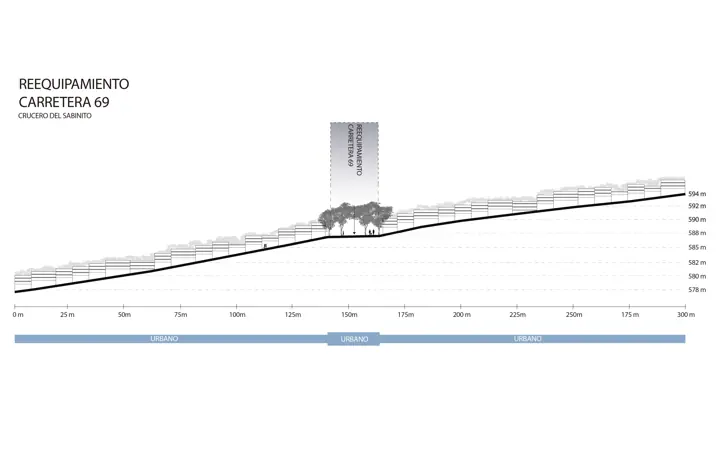 REEQUIPAMIENTO
CARRETERA 69
CRUCERO DEL SABINITO
REEQUIPAMIENTO
CARRETERA 69
594 m
592 m
590 m
588 m
585 m
582 m
580 m
578 m
0 m 25 m 50m 75m 100m 125m 150m 175m 200 m 225m 250m 175 m 300 m
URBANO URBANO URBANO